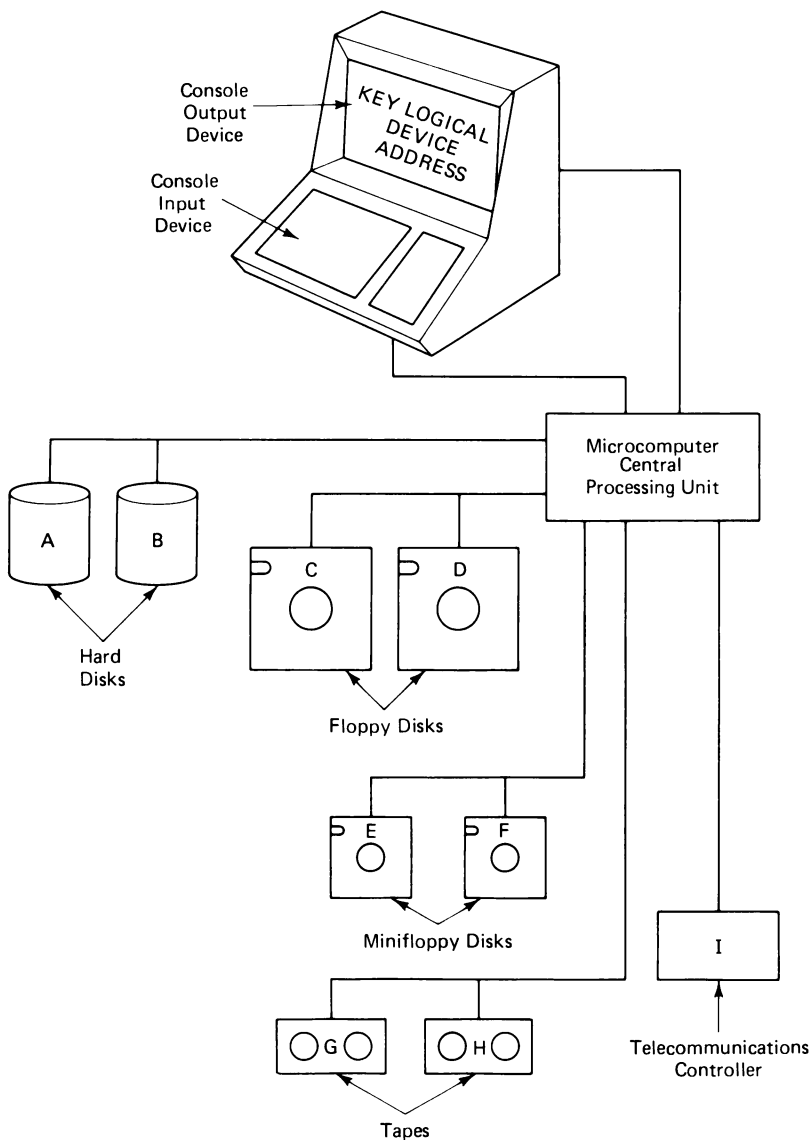 Console
Output
Device
KEY LOGICAL
DEVICE
ADDRESS
Console
Input
Device
Microcomputer
Central
Processing Unit
A
B
C
D
Hard
Disks
Floppy Disks
E
F
Minifloppy Disks
I
G
H
Telecommunications
Controller
Tapes